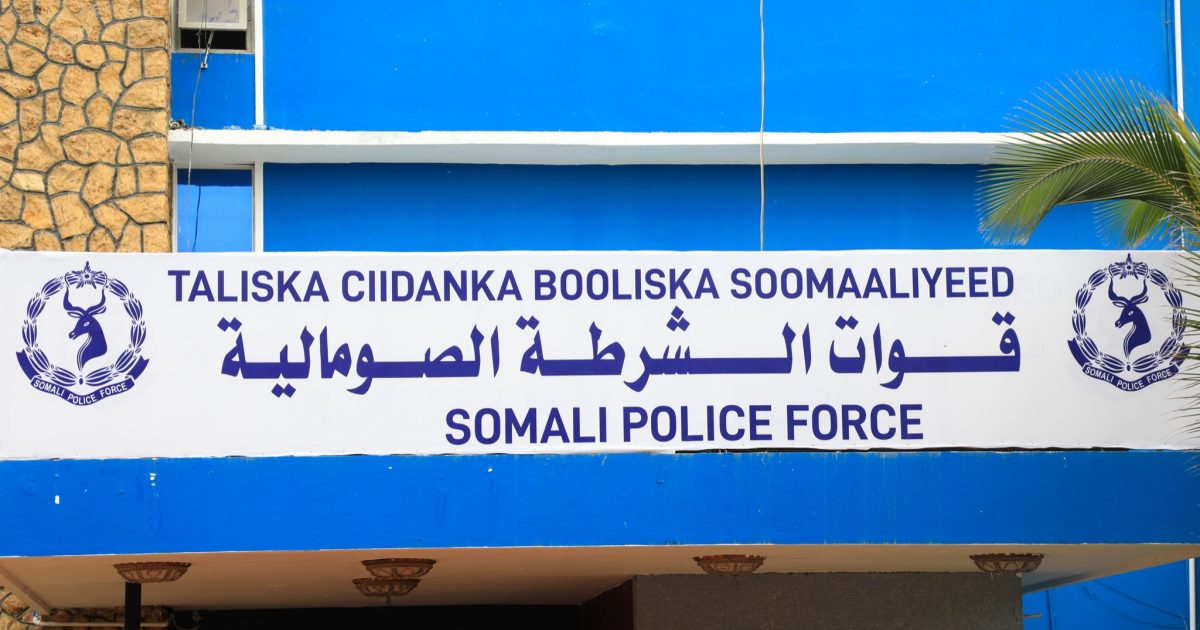 TALISKA CIIDANKA BOOLISKA SOOMAALIYEED
قوات الشرطة الصومالية
SOMALI POLICE FORCE
SOMALI POLICE FORCE
SOMALI POLICE FORCE